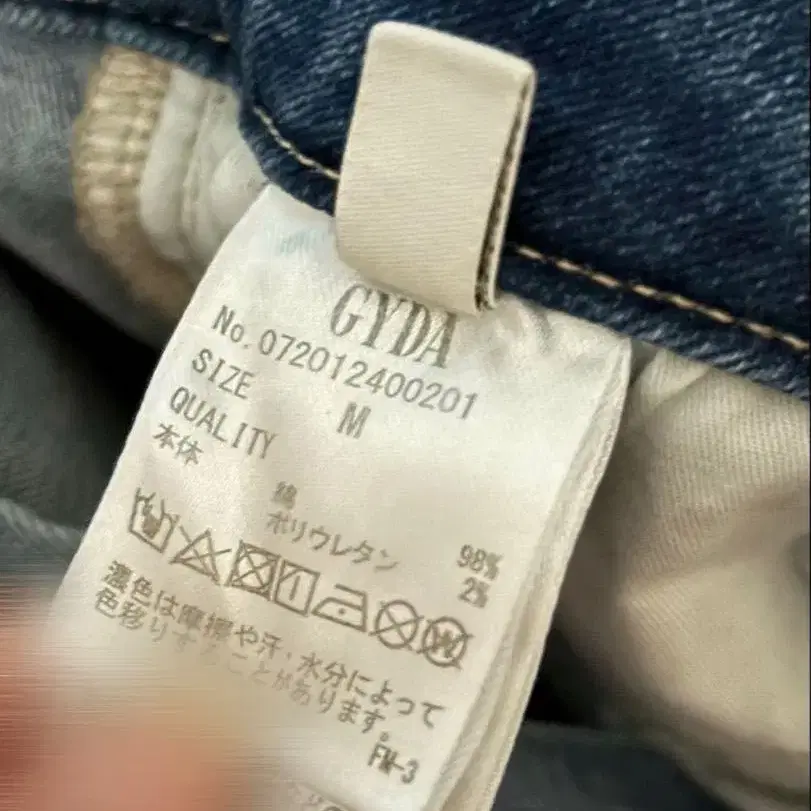 GYDA
No. 072012400201
SIZE M
QUALITY
本体
綿 98%
ポリウレタン 2%
濃色は摩擦や汗、水分によって
色移りすることがあります。
FM-3